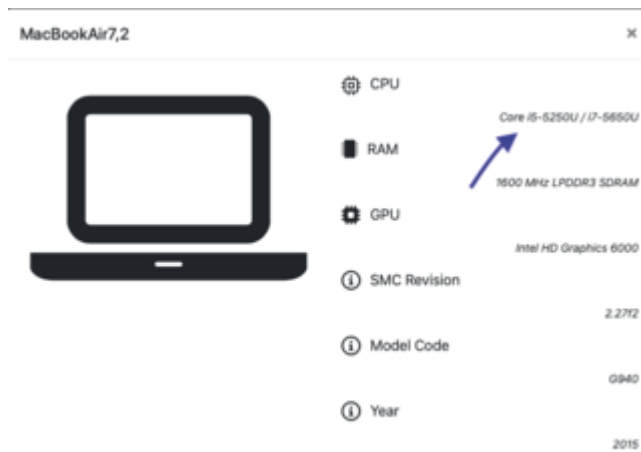 MacBookAir7,2
×
CPU
Core i5-5250U / i7-5650U
RAM
1600 MHz LPDDR3 SDRAM
GPU
Intel HD Graphics 6000
SMC Revision
2.27f2
Model Code
G940
Year
2015